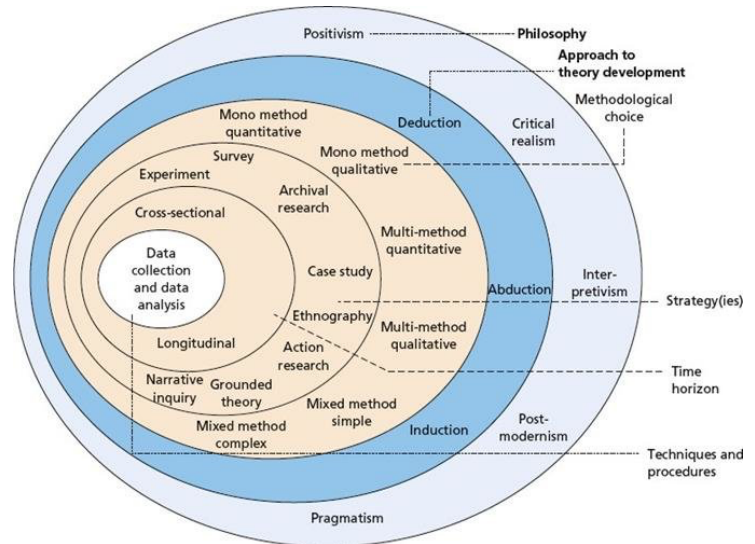 Positivism
Philosophy
Approach to
theory development
Methodological
choice
Mono method
quantitative
Deduction
Critical
realism
Survey
Mono method
qualitative
Experiment
Archival
research
Cross-sectional
Multi-method
quantitative
Data
collection
and data
analysis
Case study
Abduction
Inter-
pretivism
Strategy(ies)
Ethnography
Multi-method
qualitative
Longitudinal
Action
research
Time
horizon
Narrative
inquiry
Grounded
theory
Mixed method
simple
Mixed method
complex
Induction
Post-
modernism
Techniques and
procedures
Pragmatism